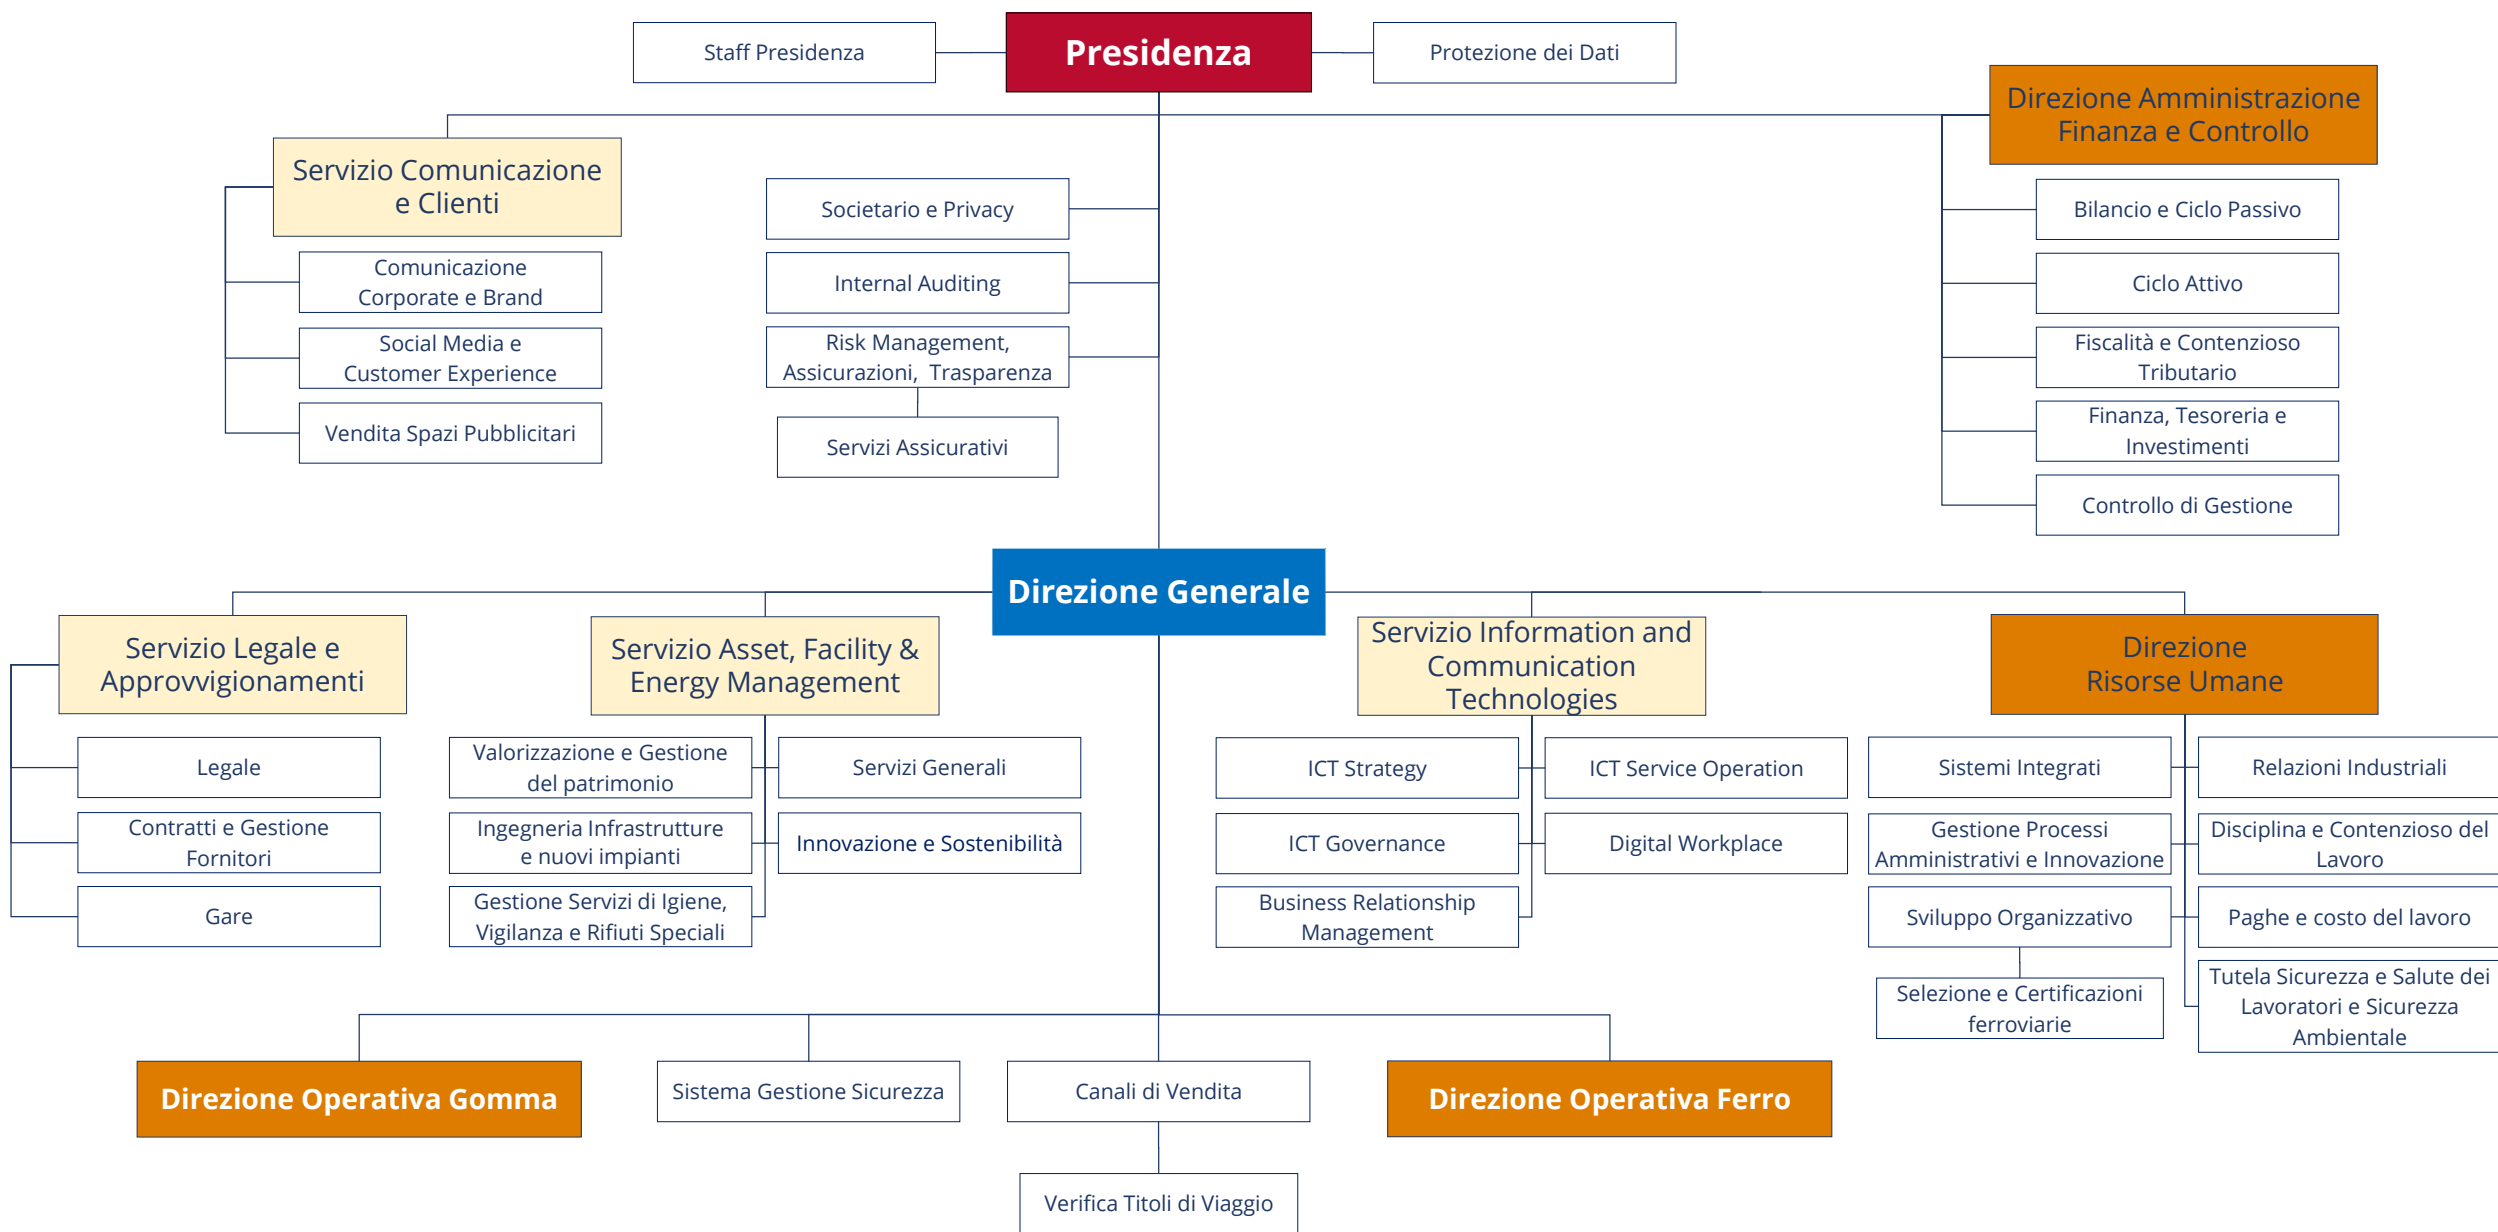 Staff Presidenza
Presidenza
Protezione dei Dati
Direzione Amministrazione
Finanza e Controllo
Servizio Comunicazione
e Clienti
Comunicazione
Corporate e Brand
Social Media e
Customer Experience
Vendita Spazi Pubblicitari
Societario e Privacy
Internal Auditing
Risk Management,
Assicurazioni, Trasparenza
Servizi Assicurativi
Bilancio e Ciclo Passivo
Ciclo Attivo
Fiscalità e Contenzioso
Tributario
Finanza, Tesoreria e
Investimenti
Controllo di Gestione
Direzione Generale
Servizio Legale e
Approvvigionamenti
Legale
Contratti e Gestione
Fornitori
Gare
Servizio Asset, Facility &
Energy Management
Valorizzazione e Gestione
del patrimonio
Servizi Generali
Ingegneria Infrastrutture
e nuovi impianti
Innovazione e Sostenibilità
Gestione Servizi di Igiene,
Vigilanza e Rifiuti Speciali
Servizio Information and
Communication
Technologies
ICT Strategy
ICT Service Operation
ICT Governance
Digital Workplace
Business Relationship
Management
Direzione
Risorse Umane
Sistemi Integrati
Relazioni Industriali
Gestione Processi
Amministrativi e Innovazione
Disciplina e Contenzioso del
Lavoro
Sviluppo Organizzativo
Paghe e costo del lavoro
Selezione e Certificazioni
ferroviarie
Tutela Sicurezza e Salute dei
Lavoratori e Sicurezza
Ambientale
Direzione Operativa Gomma
Sistema Gestione Sicurezza
Canali di Vendita
Direzione Operativa Ferro
Verifica Titoli di Viaggio